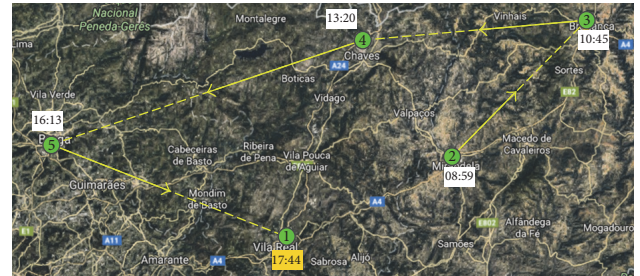 National
Peneda-Gerês
Montalegre
13:20
Vinhais
3
10:45
Lima
4
Chaves
A24
A4
Boticas
Sortes
Vila Verde
Vidago
E82
16:13
Valpaços
5
Cabeceiras
de Basto
Ribeira
de Pena
Vila Pouca
de Aguiar
2
Macedo de
Cavaleiros
08:59
Guimarães
Mondim
de Basto
A4
1
Vila Real
17:44
E1
A11
Amarante
A4
Sabrosa
Alijó
E802
Alfândega
da Fé
Samões
Mogadouro